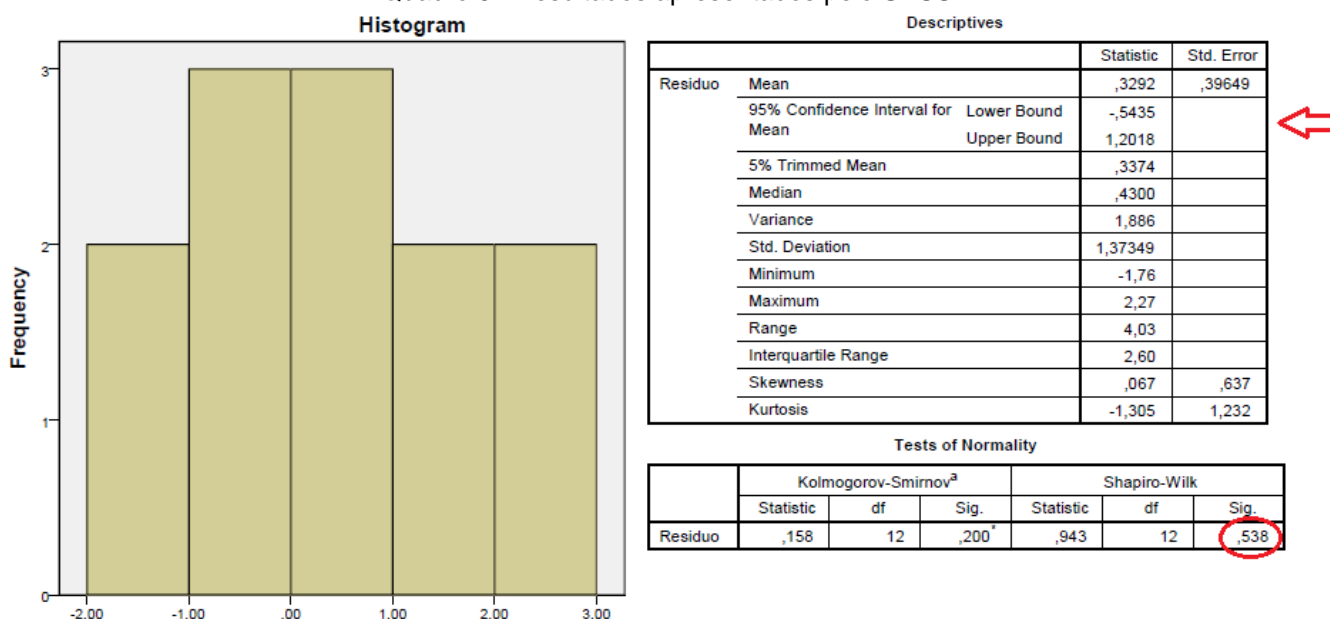 Histogram
Frequency
3
2
1
0
-2.00 -1.00 .00 1.00 2.00 3.00
Descriptives
Statistic Std. Error
Residuo Mean ,3292 ,39649
95% Confidence Interval for Mean Lower Bound -,5435
Upper Bound 1,2018
5% Trimmed Mean ,3374
Median ,4300
Variance 1,886
Std. Deviation 1,37349
Minimum -1,76
Maximum 2,27
Range 4,03
Interquartile Range 2,60
Skewness ,067 ,637
Kurtosis -1,305 1,232
Tests of Normality
Kolmogorov-Smirnov^a Shapiro-Wilk
Statistic df Sig. Statistic df Sig.
Residuo ,158 12 ,200* ,943 12 ,538